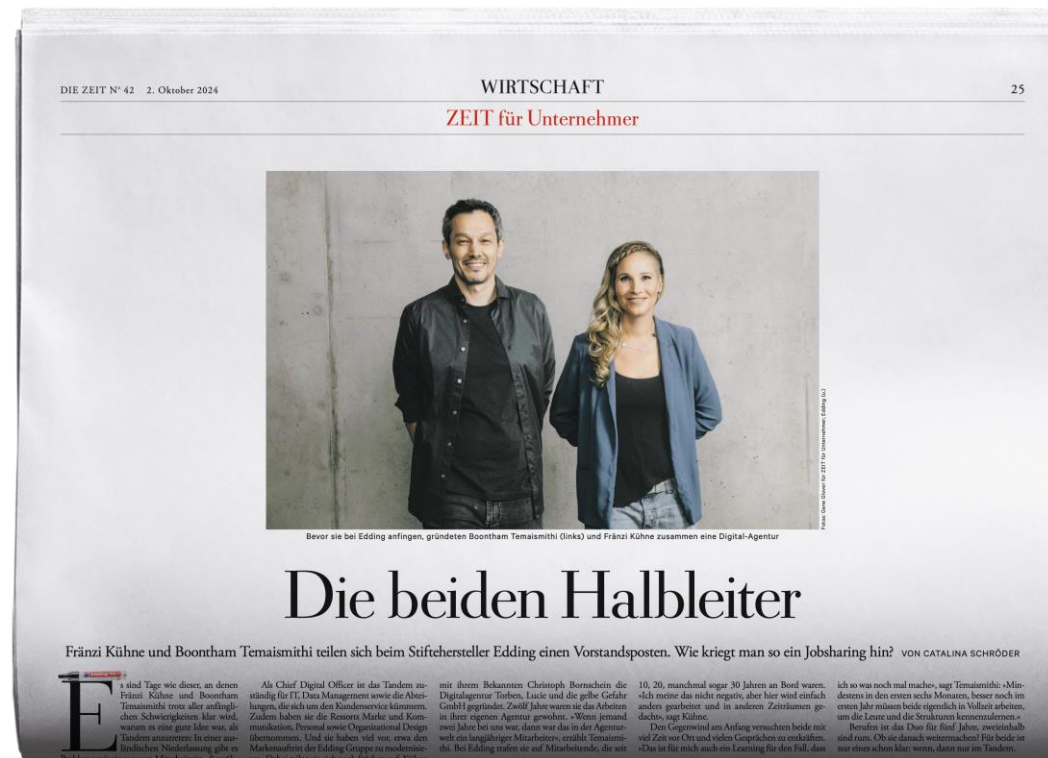 DIE ZEIT N° 42 2. Oktober 2024
WIRTSCHAFT
25
ZEIT für Unternehmer
Fotos: Gene Glover für ZEIT für Unternehmer; Edding (u.)
Bevor sie bei Edding anfingen, gründeten Boontham Temaismithi (links) und Fränzi Kühne zusammen eine Digital-Agentur
Die beiden Halbleiter
Fränzi Kühne und Boontham Temaismithi teilen sich beim Stiftehersteller Edding einen Vorstandsposten. Wie kriegt man so ein Jobsharing hin? VON CATALINA SCHRÖDER
Es sind Tage wie dieser, an denen
Fränzi Kühne und Boontham
Temaismithi trotz aller anfängli-
chen Schwierigkeiten klar wird,
warum es eine gute Idee war, als
Tandem anzutreten: In einer aus-
ländischen Niederlassung gibt es
Als Chief Digital Officer ist das Tandem zu-
ständig für IT, Data Management sowie die Abtei-
lungen, die sich um den Kundenservice kümmern.
Zudem haben sie die Ressorts Marke und Kom-
munikation, Personal sowie Organizational Design
übernommen. Und sie haben viel vor, etwa den
Markenauftritt der Edding Gruppe zu modernisie-
mit ihrem Bekannten Christoph Bornschein die
Digitalagentur Torben, Lucie und die gelbe Gefahr
GmbH gegründet. Zwölf Jahre waren sie das Arbeiten
in ihrer eigenen Agentur gewohnt. »Wenn jemand
zwei Jahre bei uns war, dann war das in der Agentur-
welt ein langjähriger Mitarbeiter«, erzählt Temaismi-
thi. Bei Edding trafen sie auf Mitarbeitende, die seit
10, 20, manchmal sogar 30 Jahren an Bord waren.
»Ich meine das nicht negativ, aber hier wird einfach
anders gearbeitet und in anderen Zeiträumen ge-
dacht«, sagt Kühne.
Den Gegenwind am Anfang versuchten beide mit
viel Zeit vor Ort und vielen Gesprächen zu entkräften.
»Das ist für mich auch ein Learning für den Fall, dass
ich so was noch mal mache«, sagt Temaismithi: »Min-
destens in den ersten sechs Monaten, besser noch im
ersten Jahr müssen beide eigentlich in Vollzeit arbeiten,
um die Leute und die Strukturen kennenzulernen.«
Berufen ist das Duo für fünf Jahre, zweieinhalb
sind rum. Ob sie danach weitermachen? Für beide ist
nur eines schon klar: wenn, dann nur im Tandem.